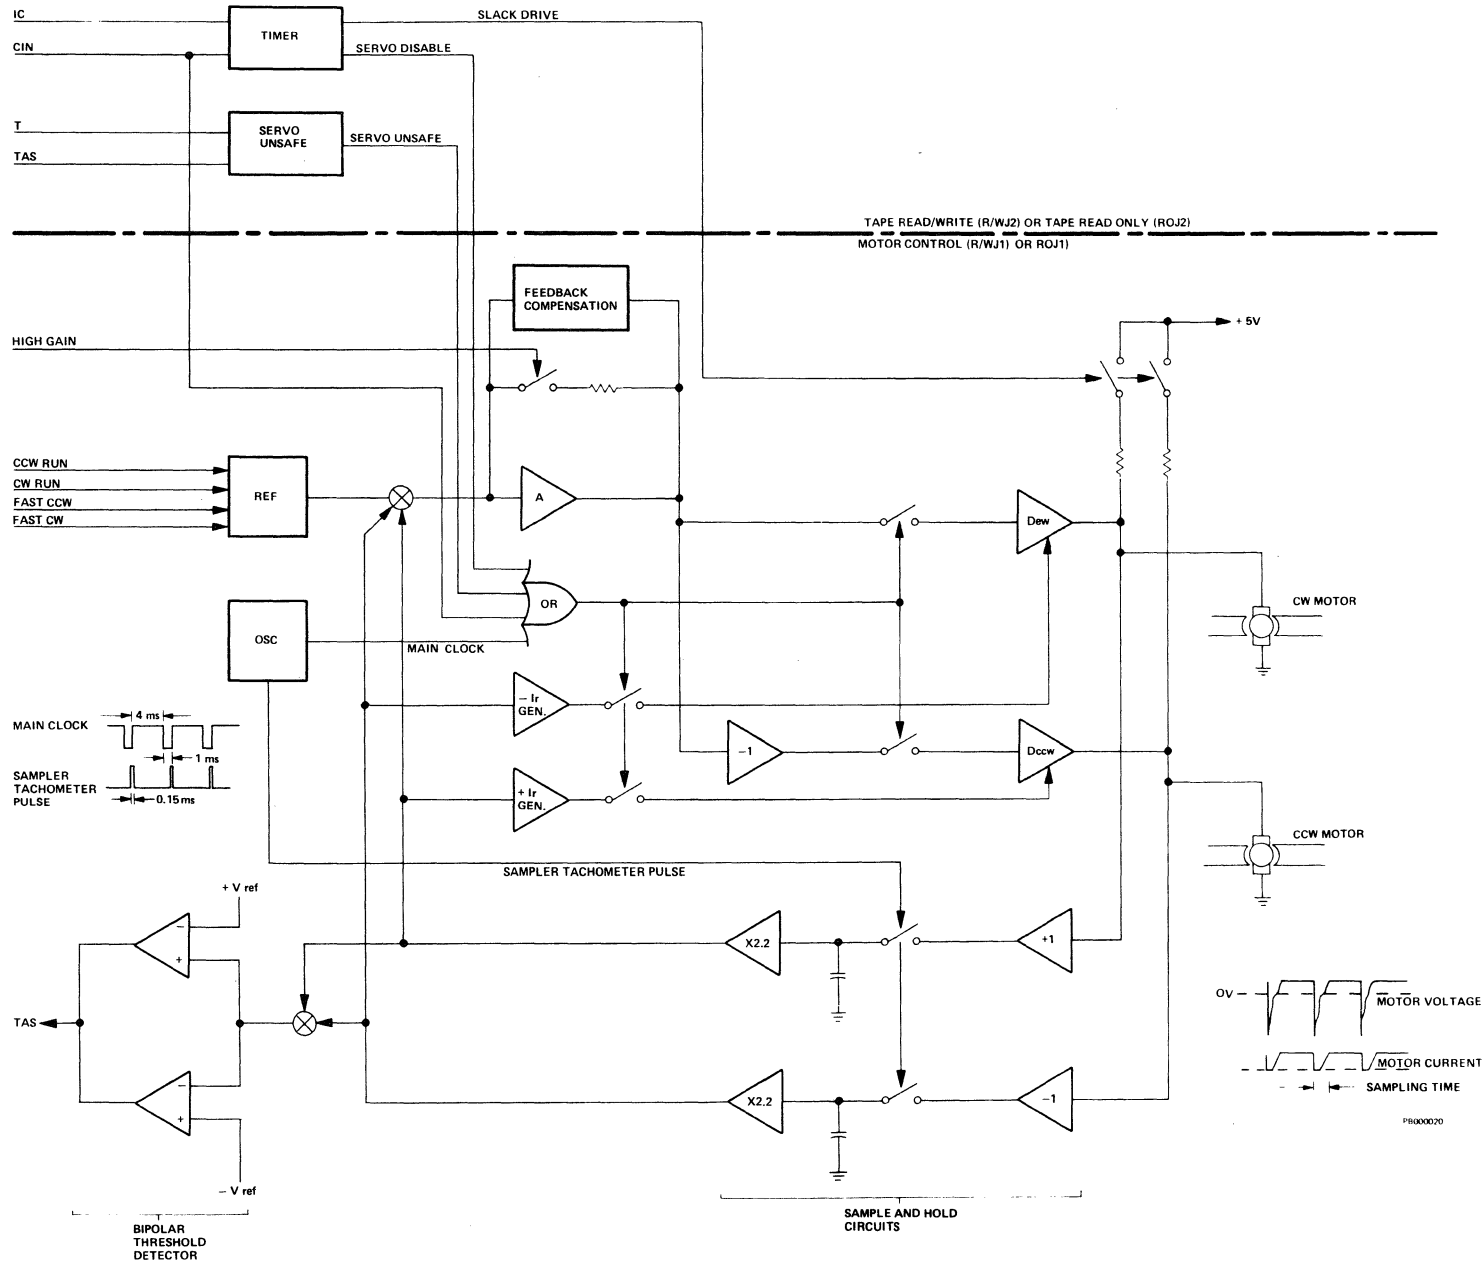 IC
SLACK DRIVE
TIMER
CIN
SERVO DISABLE
T
SERVO
UNSAFE
SERVO UNSAFE
TAS
TAPE READ/WRITE (R/WJ2) OR TAPE READ ONLY (ROJ2)
MOTOR CONTROL (R/WJ1) OR ROJ1)
FEEDBACK
COMPENSATION
+ 5V
HIGH GAIN
CCW RUN
CW RUN
FAST CCW
FAST CW
REF
A
Dew
OR
CW MOTOR
OSC
MAIN CLOCK
− Ir
GEN.
MAIN CLOCK
4 ms
1 ms
−1
Dccw
SAMPLER
TACHOMETER
PULSE
0.15ms
+ Ir
GEN.
CCW MOTOR
SAMPLER TACHOMETER PULSE
+ V ref
−
+
X2.2
+1
OV
MOTOR VOLTAGE
TAS
MOTOR CURRENT
SAMPLING TIME
−
+
X2.2
−1
PB000020
− V ref
SAMPLE AND HOLD
CIRCUITS
BIPOLAR
THRESHOLD
DETECTOR